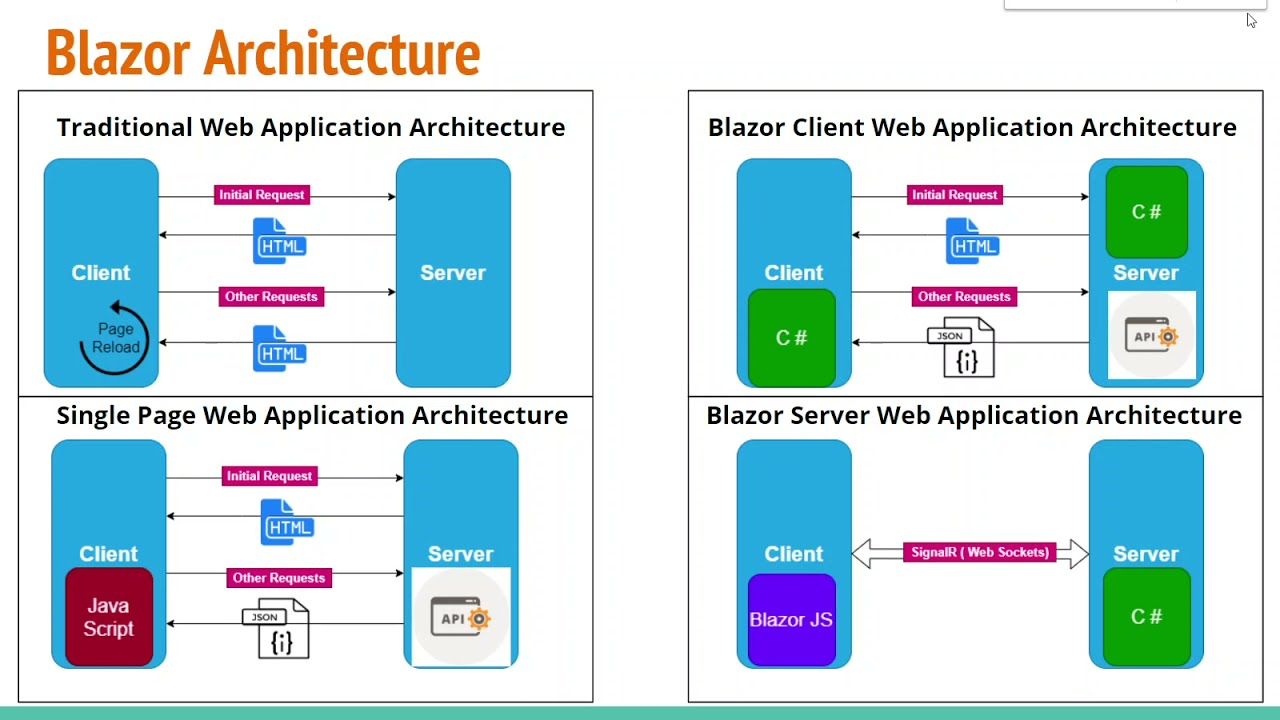 Blazor Architecture
Traditional Web Application Architecture
Initial Request
HTML
Client
Server
Other Requests
Page
Reload
HTML
Single Page Web Application Architecture
Initial Request
HTML
Client
Server
Other Requests
Java
Script
JSON
{i}
API
Blazor Client Web Application Architecture
Initial Request
C #
HTML
Client
Server
Other Requests
C #
JSON
{i}
API
Blazor Server Web Application Architecture
Client
SignalR ( Web Sockets)
Server
Blazor JS
C #